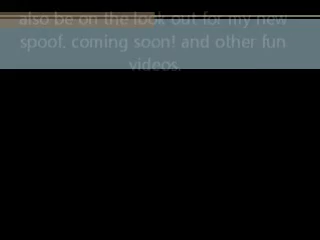 also be on the look out for my new
spoof. coming soon! and other fun
videos.